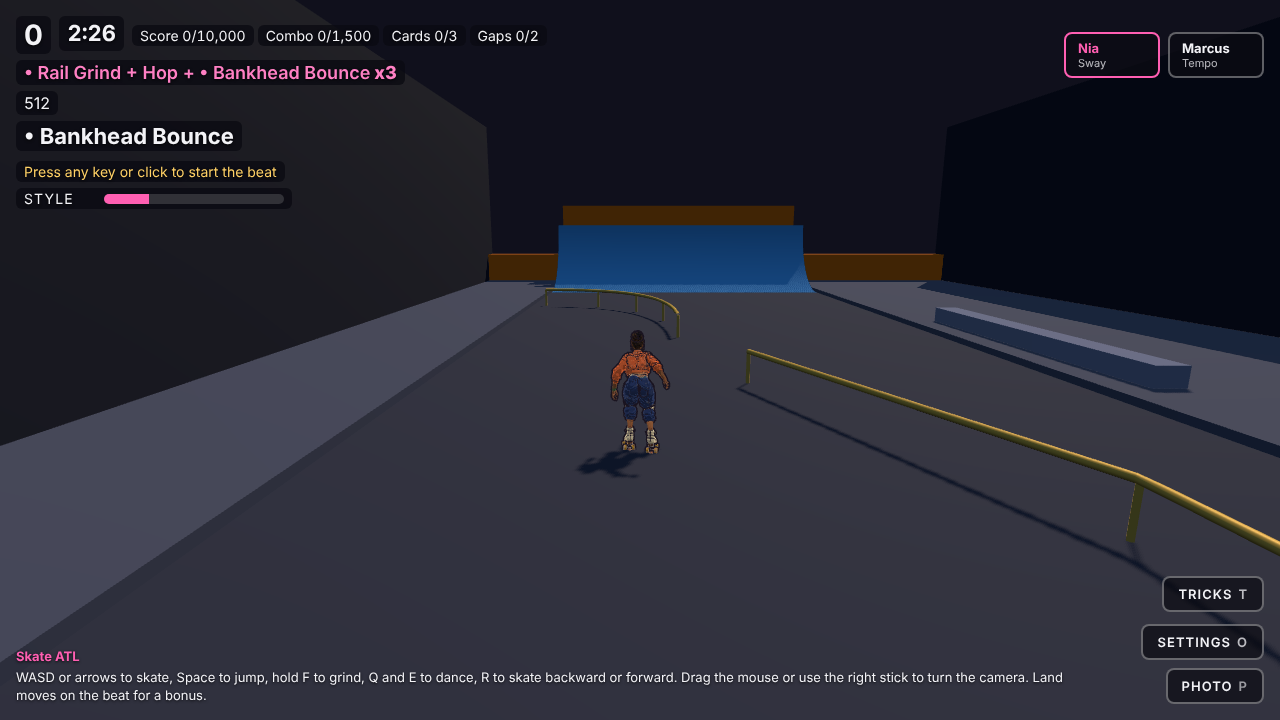 0
2:26
Score 0/10,000
Combo 0/1,500
Cards 0/3
Gaps 0/2
• Rail Grind + Hop + • Bankhead Bounce x3
512
• Bankhead Bounce
Press any key or click to start the beat
STYLE
Nia
Sway
Marcus
Tempo
TRICKS T
SETTINGS O
PHOTO P
Skate ATL
WASD or arrows to skate, Space to jump, hold F to grind, Q and E to dance, R to skate backward or forward. Drag the mouse or use the right stick to turn the camera. Land
moves on the beat for a bonus.